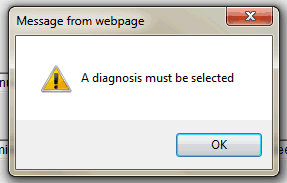 Message from webpage
A diagnosis must be selected
OK